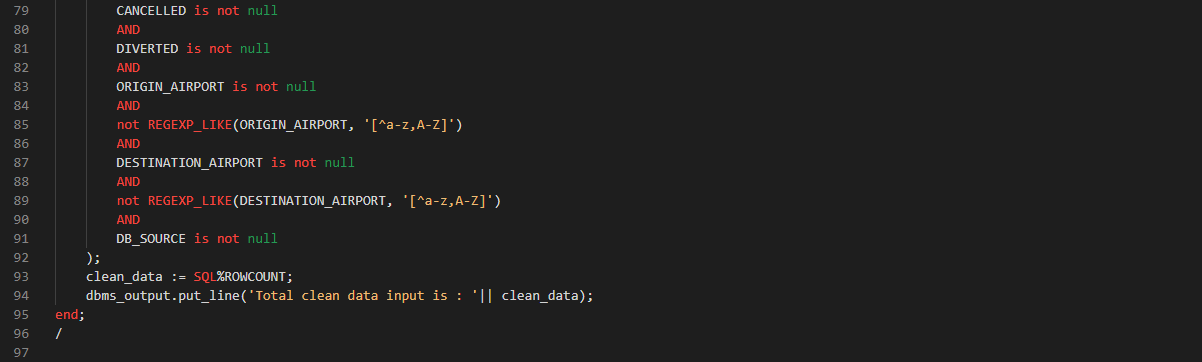 79 CANCELLED is not null
80 AND
81 DIVERTED is not null
82 AND
83 ORIGIN_AIRPORT is not null
84 AND
85 not REGEXP_LIKE(ORIGIN_AIRPORT, '[^a-z,A-Z]')
86 AND
87 DESTINATION_AIRPORT is not null
88 AND
89 not REGEXP_LIKE(DESTINATION_AIRPORT, '[^a-z,A-Z]')
90 AND
91 DB_SOURCE is not null
92 );
93 clean_data := SQL%ROWCOUNT;
94 dbms_output.put_line('Total clean data input is : '|| clean_data);
95 end;
96 /
97